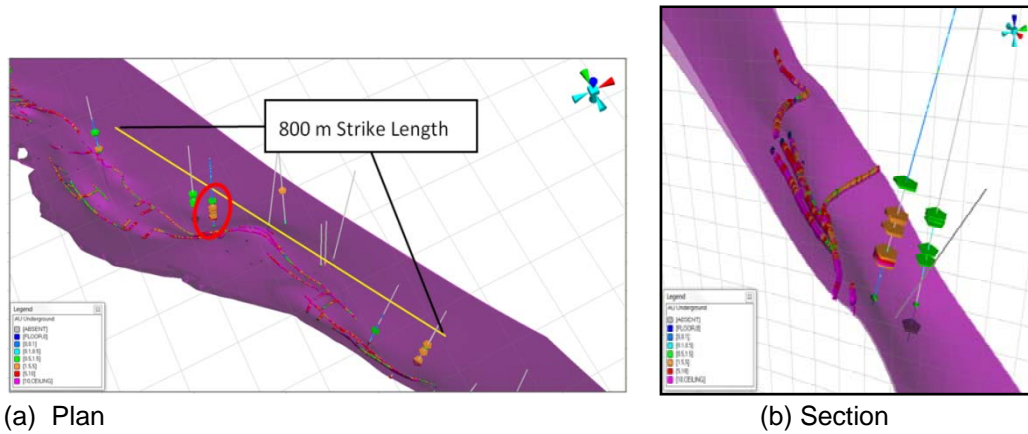 800 m Strike Length
Legend
AU Underground
[ABSENT]
[FLOOR,0]
[0,0.1]
[0.1,0.5]
[0.5,1.5]
[1.5,5]
[5,10]
[10,CEILING]
Legend
AU Underground
[ABSENT]
[FLOOR,0]
[0,0.1]
[0.1,0.5]
[0.5,1.5]
[1.5,5]
[5,10]
[10,CEILING]
(a) Plan
(b) Section